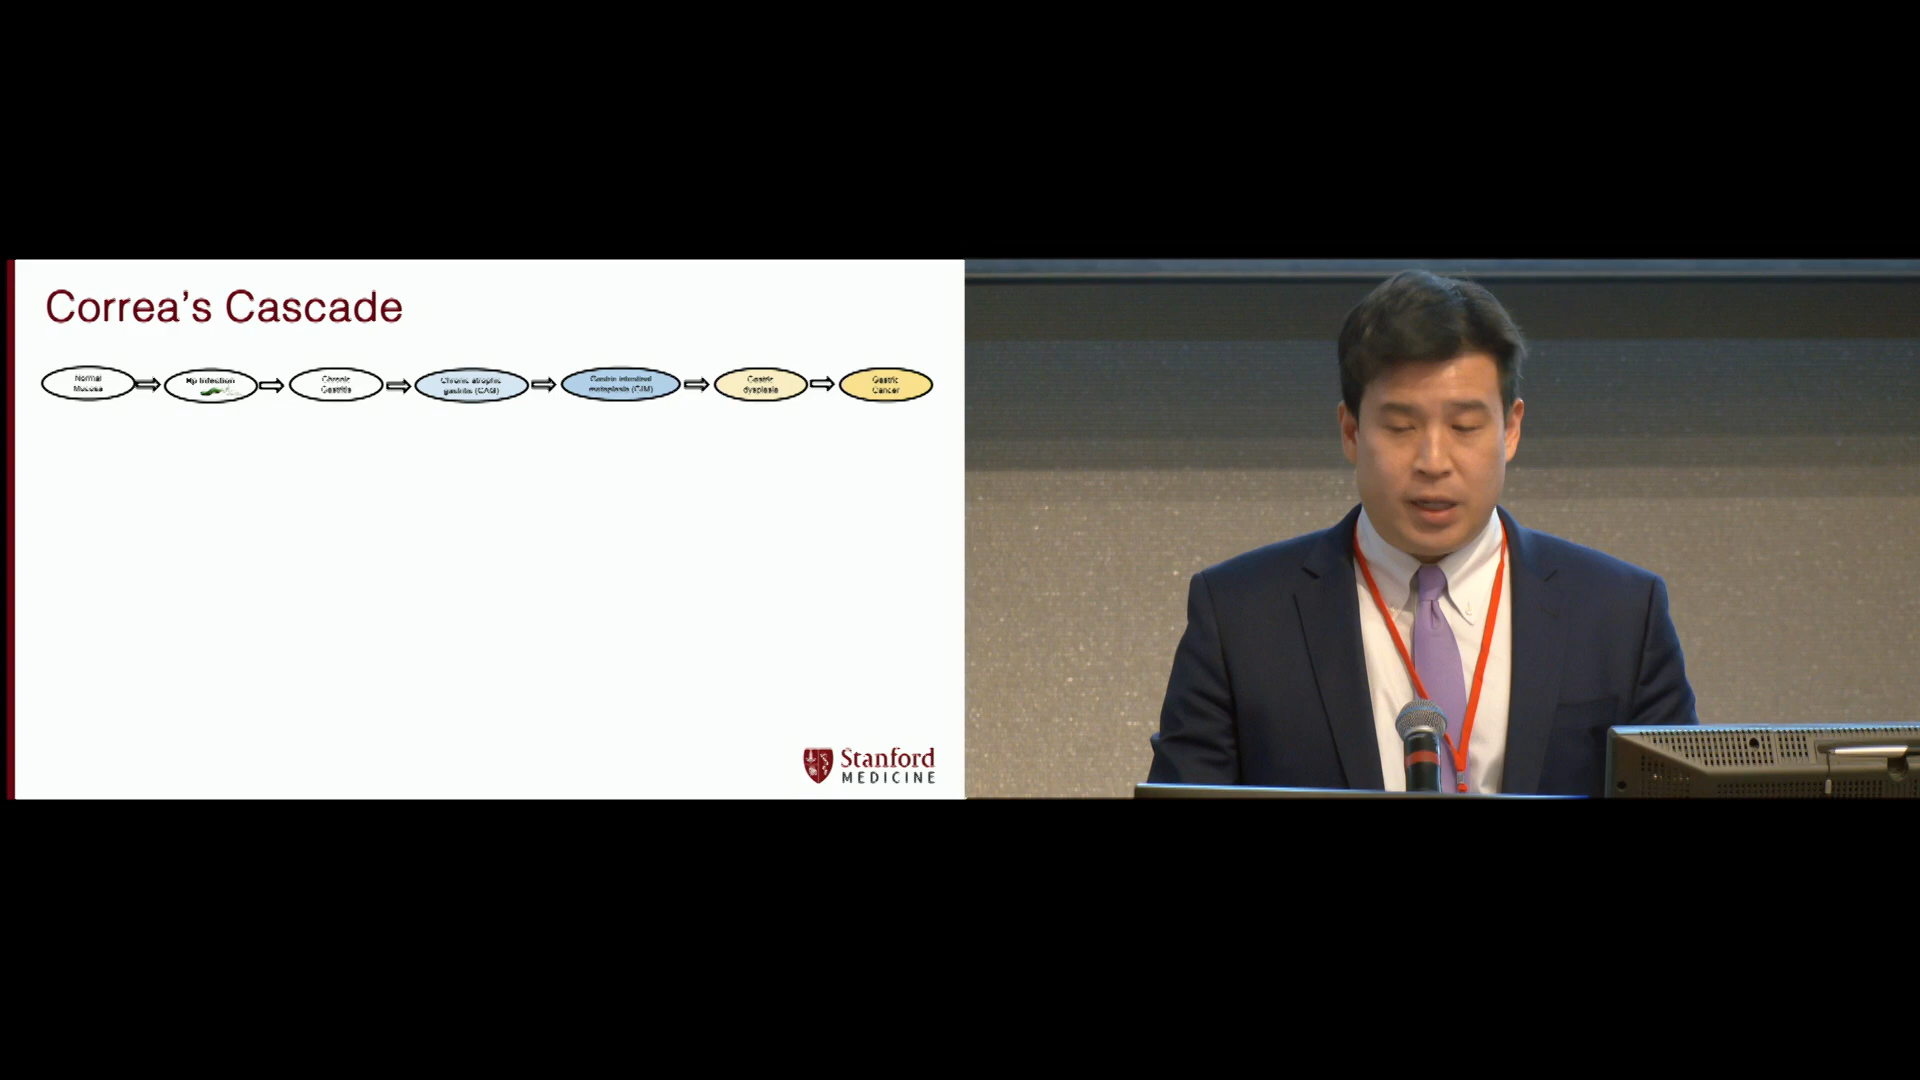 Correa's Cascade
Normal
Mucosa
Hp Infection
Chronic
Gastritis
Chronic atrophic
gastritis (CAG)
Gastric intestinal
metaplasia (GIM)
Gastric
dysplasia
Gastric
Cancer
Stanford
MEDICINE